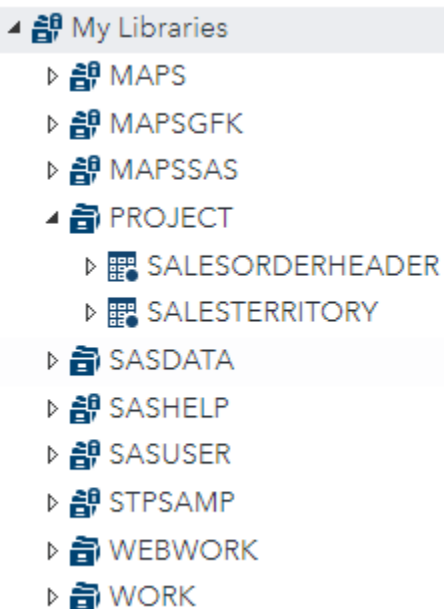 My Libraries
MAPS
MAPSGFK
MAPSSAS
PROJECT
SALESORDERHEADER
SALESTERRITORY
SASDATA
SASHELP
SASUSER
STPSAMP
WEBWORK
WORK